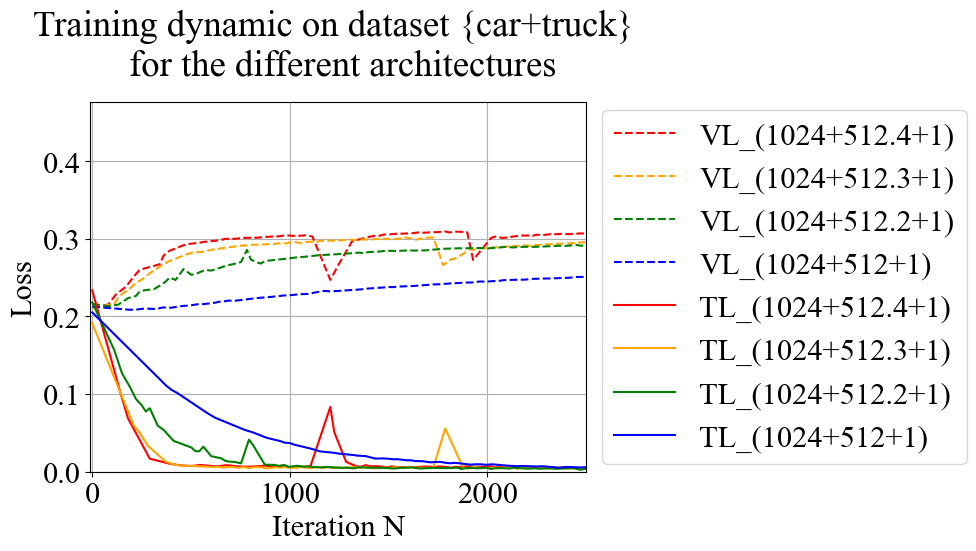 Training dynamic on dataset {car+truck}
for the different architectures
Loss
0.4
0.3
0.2
0.1
0.0
0
1000
2000
Iteration N
VL_(1024+512.4+1)
VL_(1024+512.3+1)
VL_(1024+512.2+1)
VL_(1024+512+1)
TL_(1024+512.4+1)
TL_(1024+512.3+1)
TL_(1024+512.2+1)
TL_(1024+512+1)